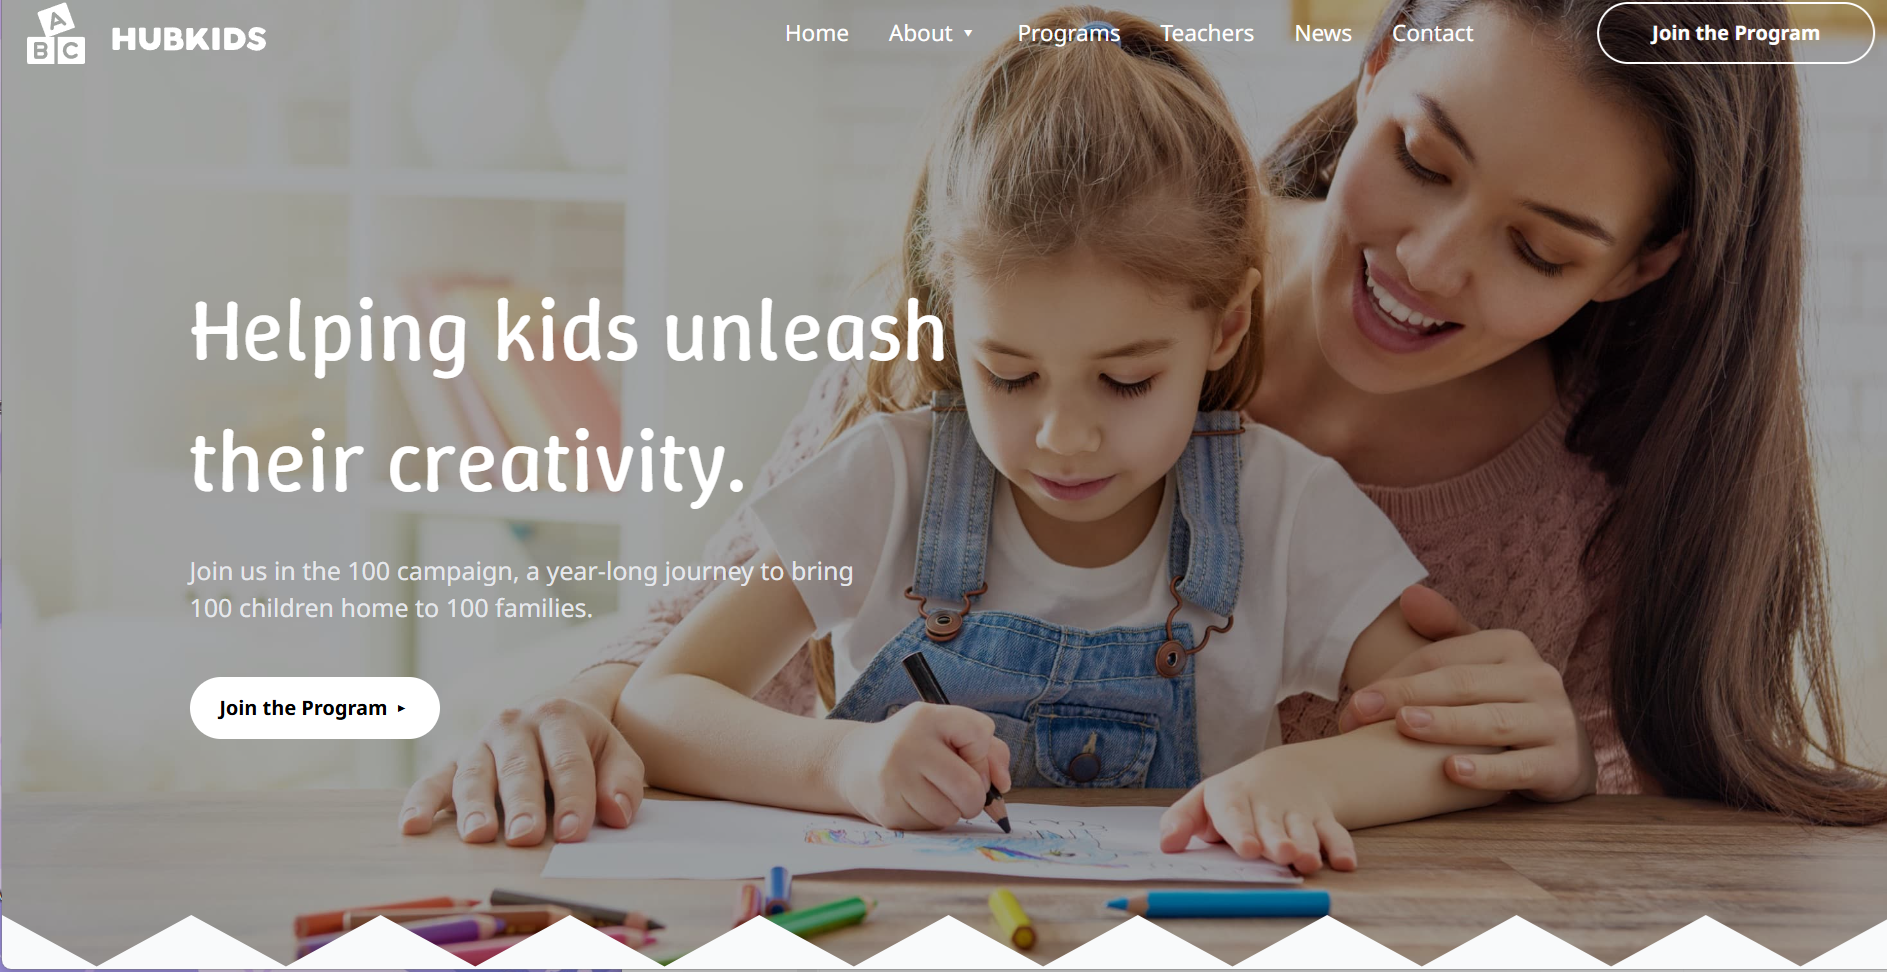 A
B C
HUBKIDS
Home About Programs Teachers News Contact Join the Program
Helping kids unleash
their creativity.
Join us in the 100 campaign, a year-long journey to bring
100 children home to 100 families.
Join the Program